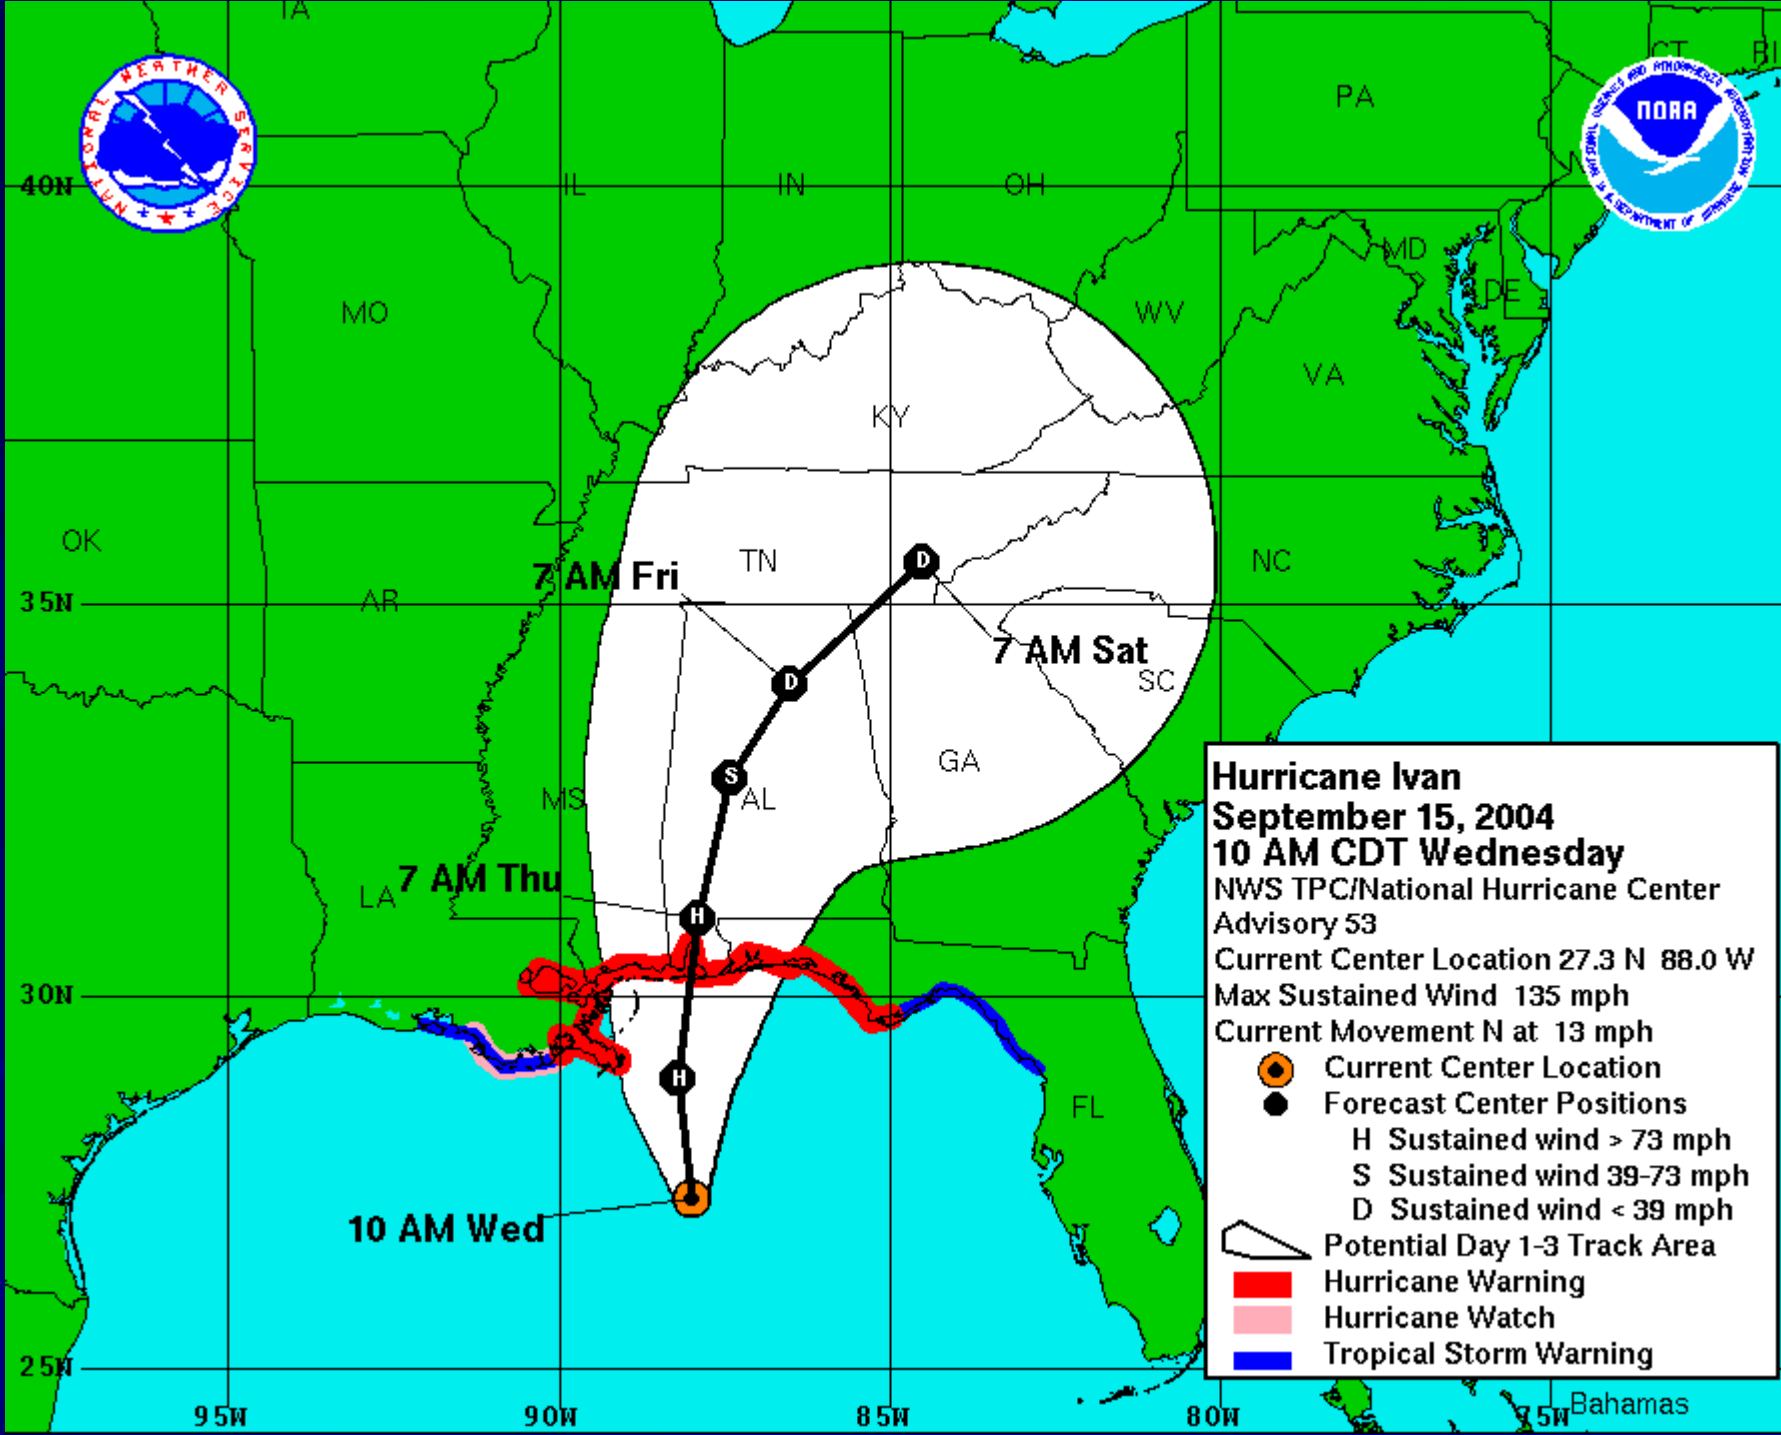 IA
CT
RI
NATIONAL WEATHER SERVICE
PA
NOAA
40N
IL
IN
OH
MD
DE
MO
WV
VA
KY
OK
TN
NC
7 AM Fri
AR
35N
7 AM Sat
SC
D
D
S
GA
MS
AL
7 AM Thu
LA
H
30N
H
FL
10 AM Wed
25N
95W
90W
85W
80W
75W
Bahamas
Hurricane Ivan
September 15, 2004
10 AM CDT Wednesday
NWS TPC/National Hurricane Center
Advisory 53
Current Center Location 27.3 N 88.0 W
Max Sustained Wind 135 mph
Current Movement N at 13 mph
Current Center Location
Forecast Center Positions
H Sustained wind > 73 mph
S Sustained wind 39-73 mph
D Sustained wind < 39 mph
Potential Day 1-3 Track Area
Hurricane Warning
Hurricane Watch
Tropical Storm Warning